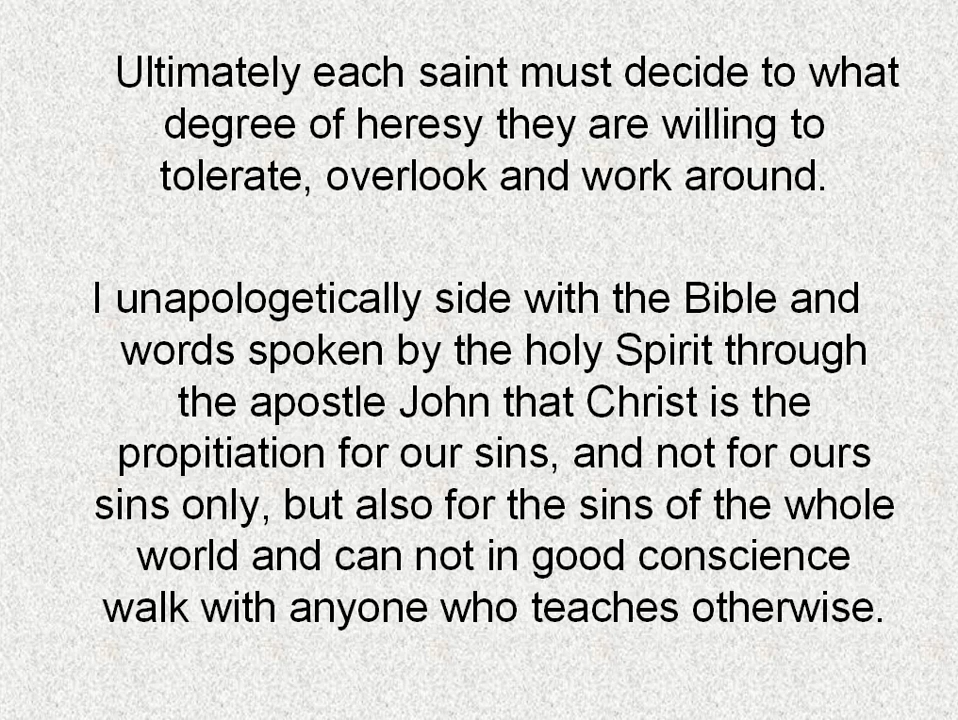 Ultimately each saint must decide to what
degree of heresy they are willing to
tolerate, overlook and work around.
I unapologetically side with the Bible and
words spoken by the holy Spirit through
the apostle John that Christ is the
propitiation for our sins, and not for ours
sins only, but also for the sins of the whole
world and can not in good conscience
walk with anyone who teaches otherwise.